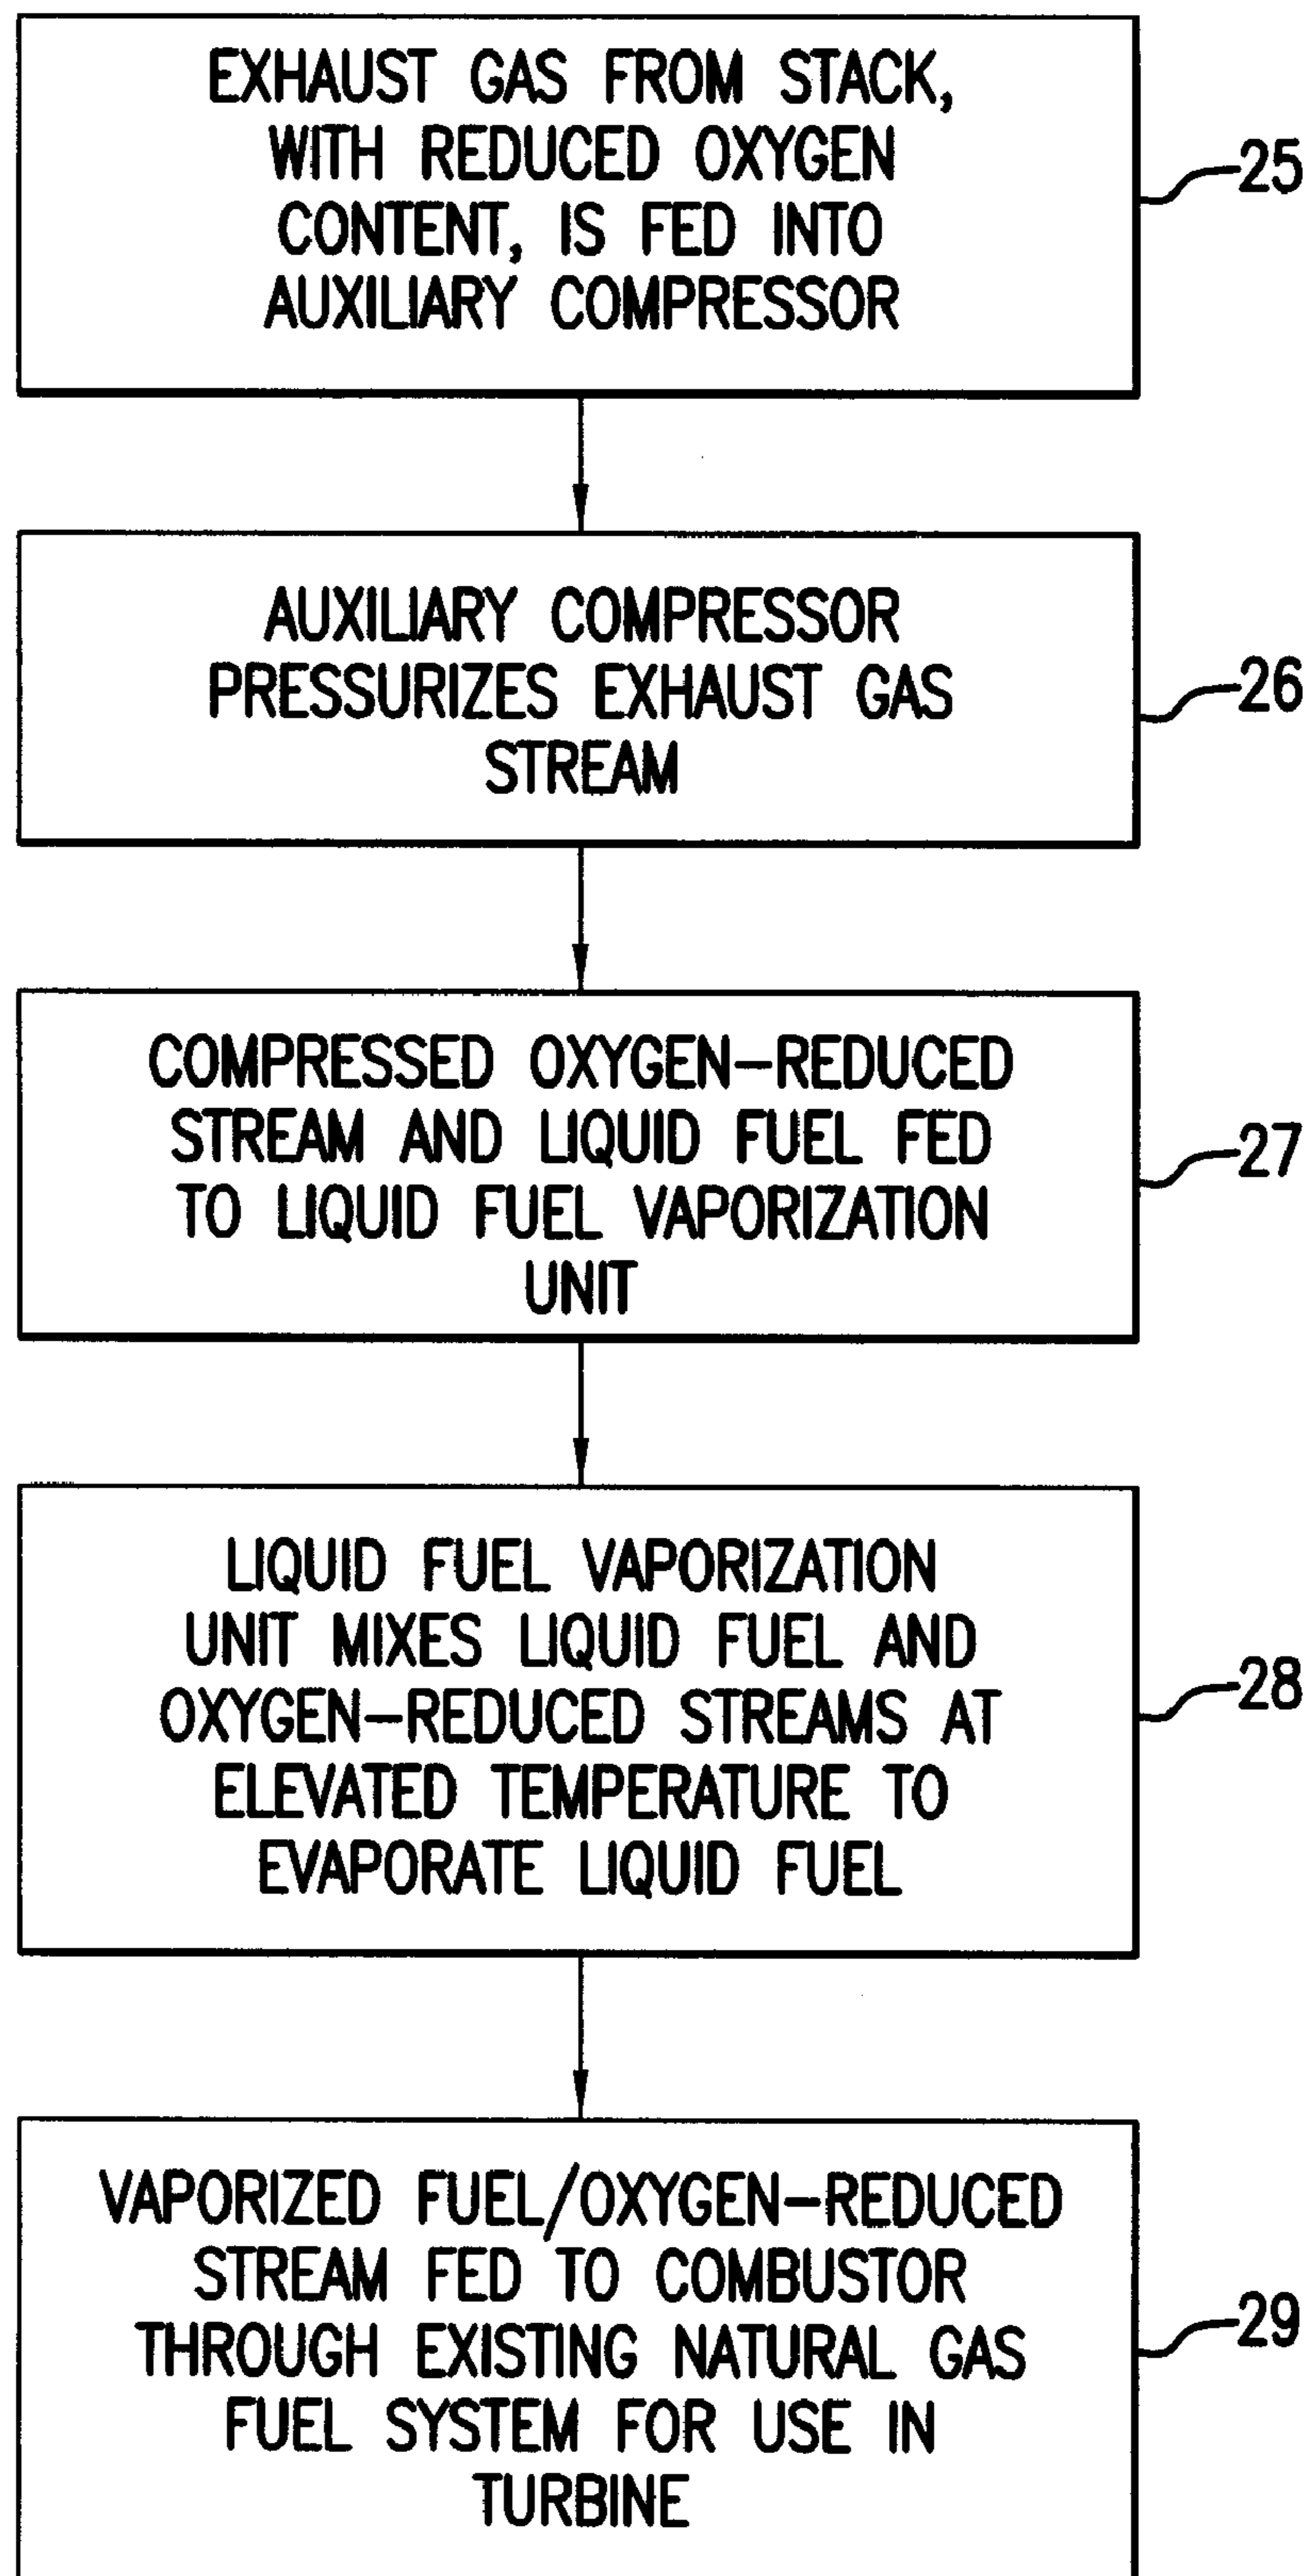 EXHAUST GAS FROM STACK,
WITH REDUCED OXYGEN
CONTENT, IS FED INTO
AUXILIARY COMPRESSOR
25
AUXILIARY COMPRESSOR
PRESSURIZES EXHAUST GAS
STREAM
26
COMPRESSED OXYGEN-REDUCED
STREAM AND LIQUID FUEL FED
TO LIQUID FUEL VAPORIZATION
UNIT
27
LIQUID FUEL VAPORIZATION
UNIT MIXES LIQUID FUEL AND
OXYGEN-REDUCED STREAMS AT
ELEVATED TEMPERATURE TO
EVAPORATE LIQUID FUEL
28
VAPORIZED FUEL/OXYGEN-REDUCED
STREAM FED TO COMBUSTOR
THROUGH EXISTING NATURAL GAS
FUEL SYSTEM FOR USE IN
TURBINE
29